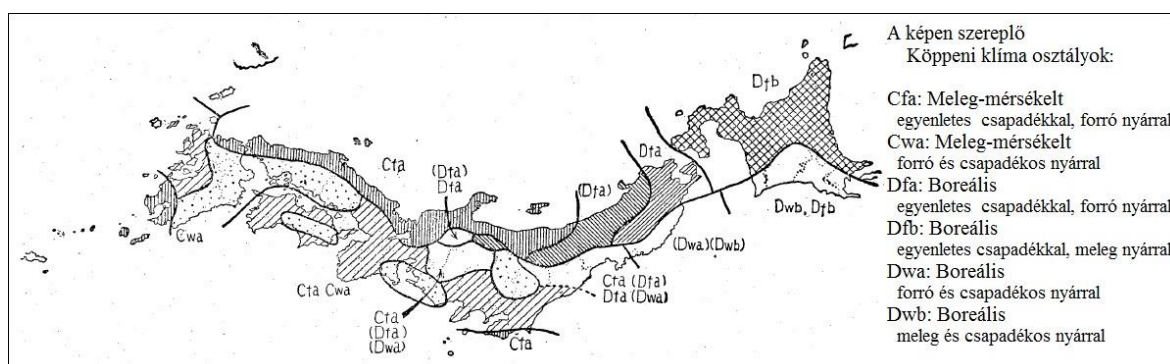 A képen szereplő
Köppeni klíma osztályok:
Cfa: Meleg-mérsékelt
egyenletes csapadékkal, forró nyárral
Cwa: Meleg-mérsékelt
forró és csapadékos nyárral
Dfa: Boreális
egyenletes csapadékkal, forró nyárral
Dfb: Boreális
egyenletes csapadékkal, meleg nyárral
Dwa: Boreális
forró és csapadékos nyárral
Dwb: Boreális
meleg és csapadékos nyárral
Dfb
Dfa
Cfa
(Dfa)
Dfa
(Dfa)
Dwb, Dfb
Cwa
(Dwa)(Dwb)
Cfa (Dfa)
Dfa (Dwa)
Cfa Cwa
Cfa
(Dfa)
(Dwa)
Cfa